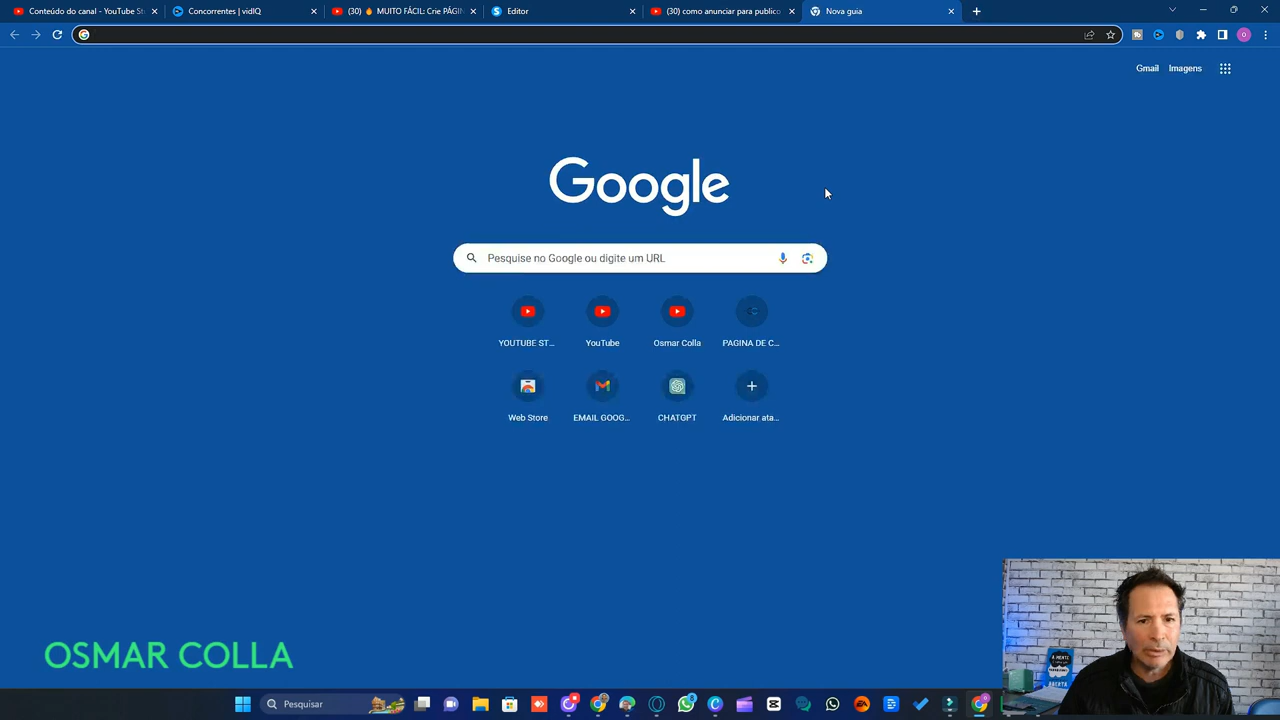 Conteúdo do canal - YouTube St
Concorrentes | vidIQ
(30) 🔥 MUITO FÁCIL: Crie PÁGIN
Editor
(30) como anunciar para publico
Nova guia
Gmail
Imagens
Google
Pesquise no Google ou digite um URL
YOUTUBE ST...
YouTube
Osmar Colla
PAGINA DE C...
Web Store
EMAIL GOOG...
CHATGPT
Adicionar ata...
A MENTE
OSMAR COLLA
Pesquisar